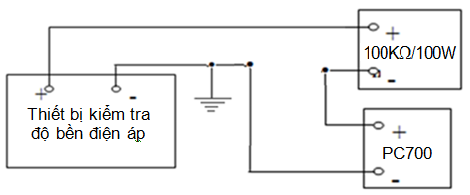 +
100KΩ/100W
-
+ -
Thiết bị kiểm tra
độ bền điện áp
+
PC700
-